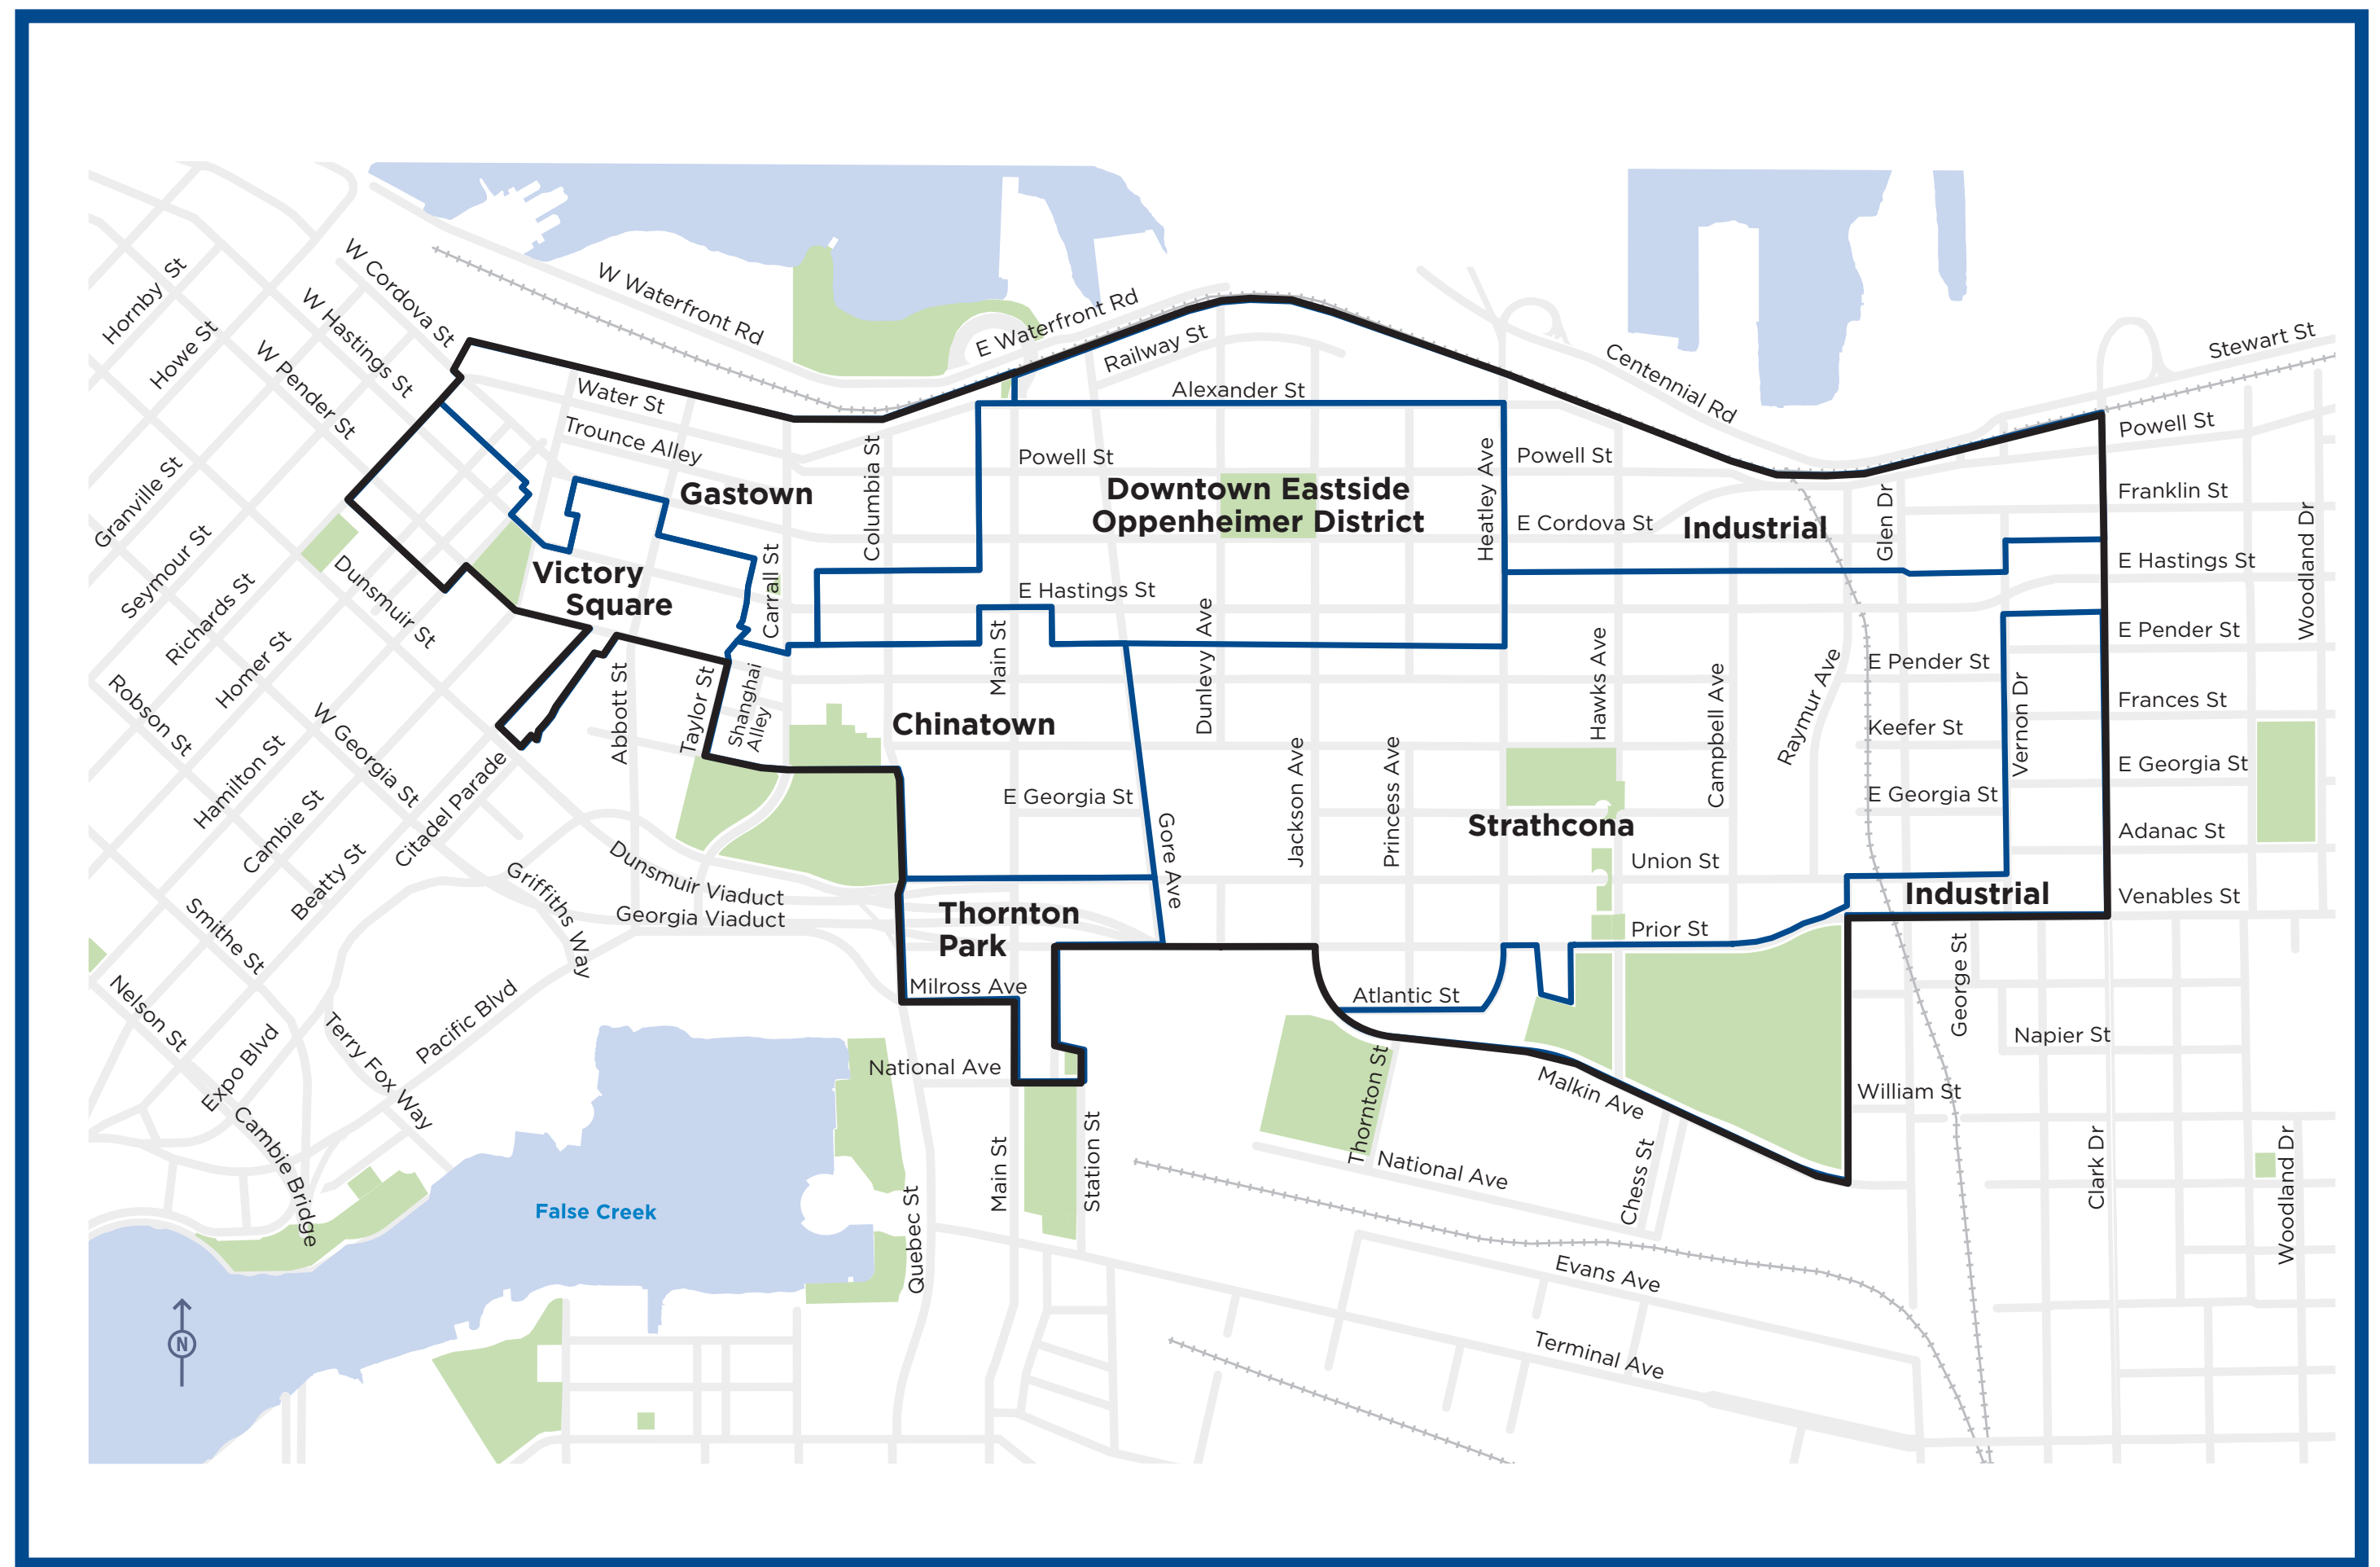 Hornby St
Howe St
W Cordova St
W Hastings St
W Pender St
Granville St
Seymour St
Richards St
Homer St
Dunsmuir St
Robson St
W Georgia St
Hamilton St
Cambie St
Beatty St
Citadel Parade
Smithe St
Nelson St
Expo Blvd
Cambie Bridge
Terry Fox Way
Pacific Blvd
Griffiths Way
Dunsmuir Viaduct
Georgia Viaduct
W Waterfront Rd
E Waterfront Rd
Railway St
Alexander St
Centennial Rd
Stewart St
Water St
Trounce Alley
Gastown
Columbia St
Carrall St
Victory
Square
Abbott St
Taylor St
Shanghai
Alley
Powell St
Downtown Eastside
Oppenheimer District
Heatley Ave
Powell St
E Cordova St
Industrial
Glen Dr
Powell St
Franklin St
E Hastings St
E Pender St
Frances St
E Georgia St
Adanac St
Venables St
Woodland Dr
E Hastings St
Main St
Chinatown
E Georgia St
Gore Ave
Dunlevy Ave
Jackson Ave
Princess Ave
Hawks Ave
Campbell Ave
Raymur Ave
E Pender St
Keefer St
E Georgia St
Vernon Dr
Strathcona
Union St
Prior St
Industrial
Thornton
Park
Milross Ave
National Ave
Atlantic St
Malkin Ave
Thornton St
National Ave
Chess St
William St
George St
Napier St
Clark Dr
Woodland Dr
Main St
Station St
Quebec St
False Creek
Evans Ave
Terminal Ave
N